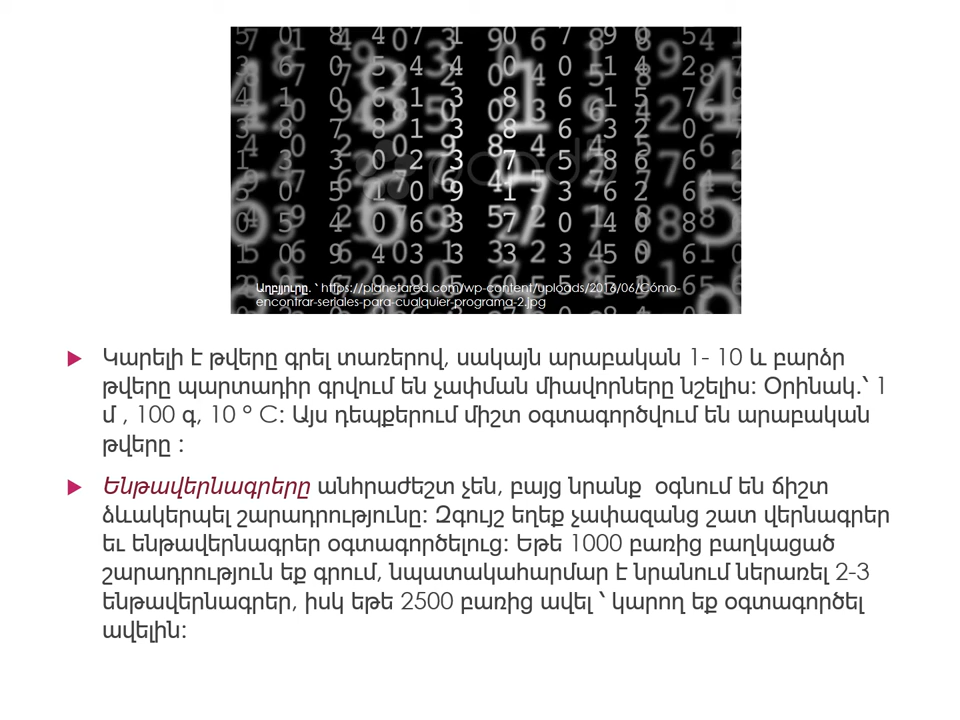 Աղբյուրը. ՝ https://planetared.com/wp-content/uploads/2016/06/Cómo-
encontrar-seriales-para-cualquier-programa-2.jpg
Կարելի է թվերը գրել տառերով, սակայն արաբական 1- 10 և բարձր
թվերը պարտադիր գրվում են չափման միավորները նշելիս: Օրինակ.՝ 1
մ , 100 գ, 10 ° C: Այս դեպքերում միշտ օգտագործվում են արաբական
թվերը :
Ենթավերնագրերը անհրաժեշտ չեն, բայց նրանք օգնում են ճիշտ
ձևակերպել շարադրությունը: Զգույշ եղեք չափազանց շատ վերնագրեր
եւ ենթավերնագրեր օգտագործելուց: Եթե 1000 բառից բաղկացած
շարադրություն եք գրում, նպատակահարմար է նրանում ներառել 2-3
ենթավերնագրեր, իսկ եթե 2500 բառից ավել ՝ կարող եք օգտագործել
ավելին: